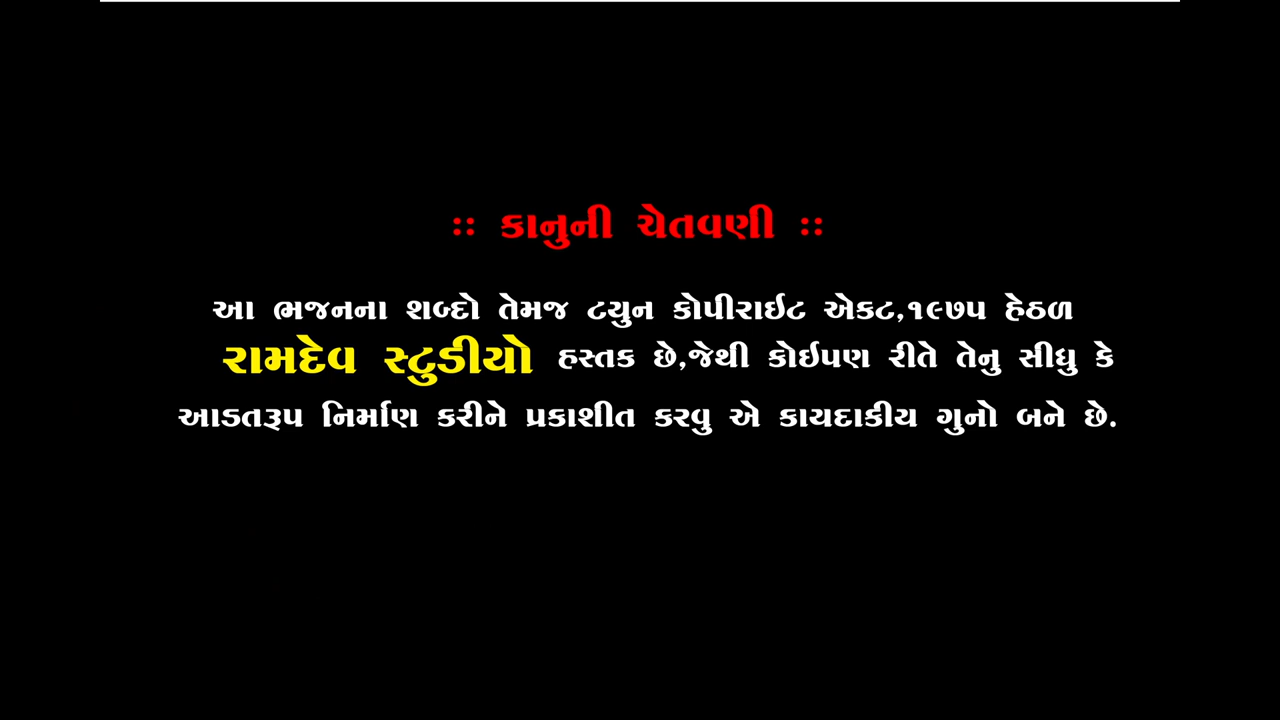 :: કાનુની ચેતવણી ::
આ ભજનના શબ્દો તેમજ ટયુન કોપીરાઈટ એકટ,૧૯૭૫ હેઠળ
રામદેવ સ્ટુડીયો હસ્તક છે,જેથી કોઈપણ રીતે તેનુ સીધુ કે
આડતરૂપ નિર્માણ કરીને પ્રકાશીત કરવુ એ કાયદાકીય ગુનો બને છે.